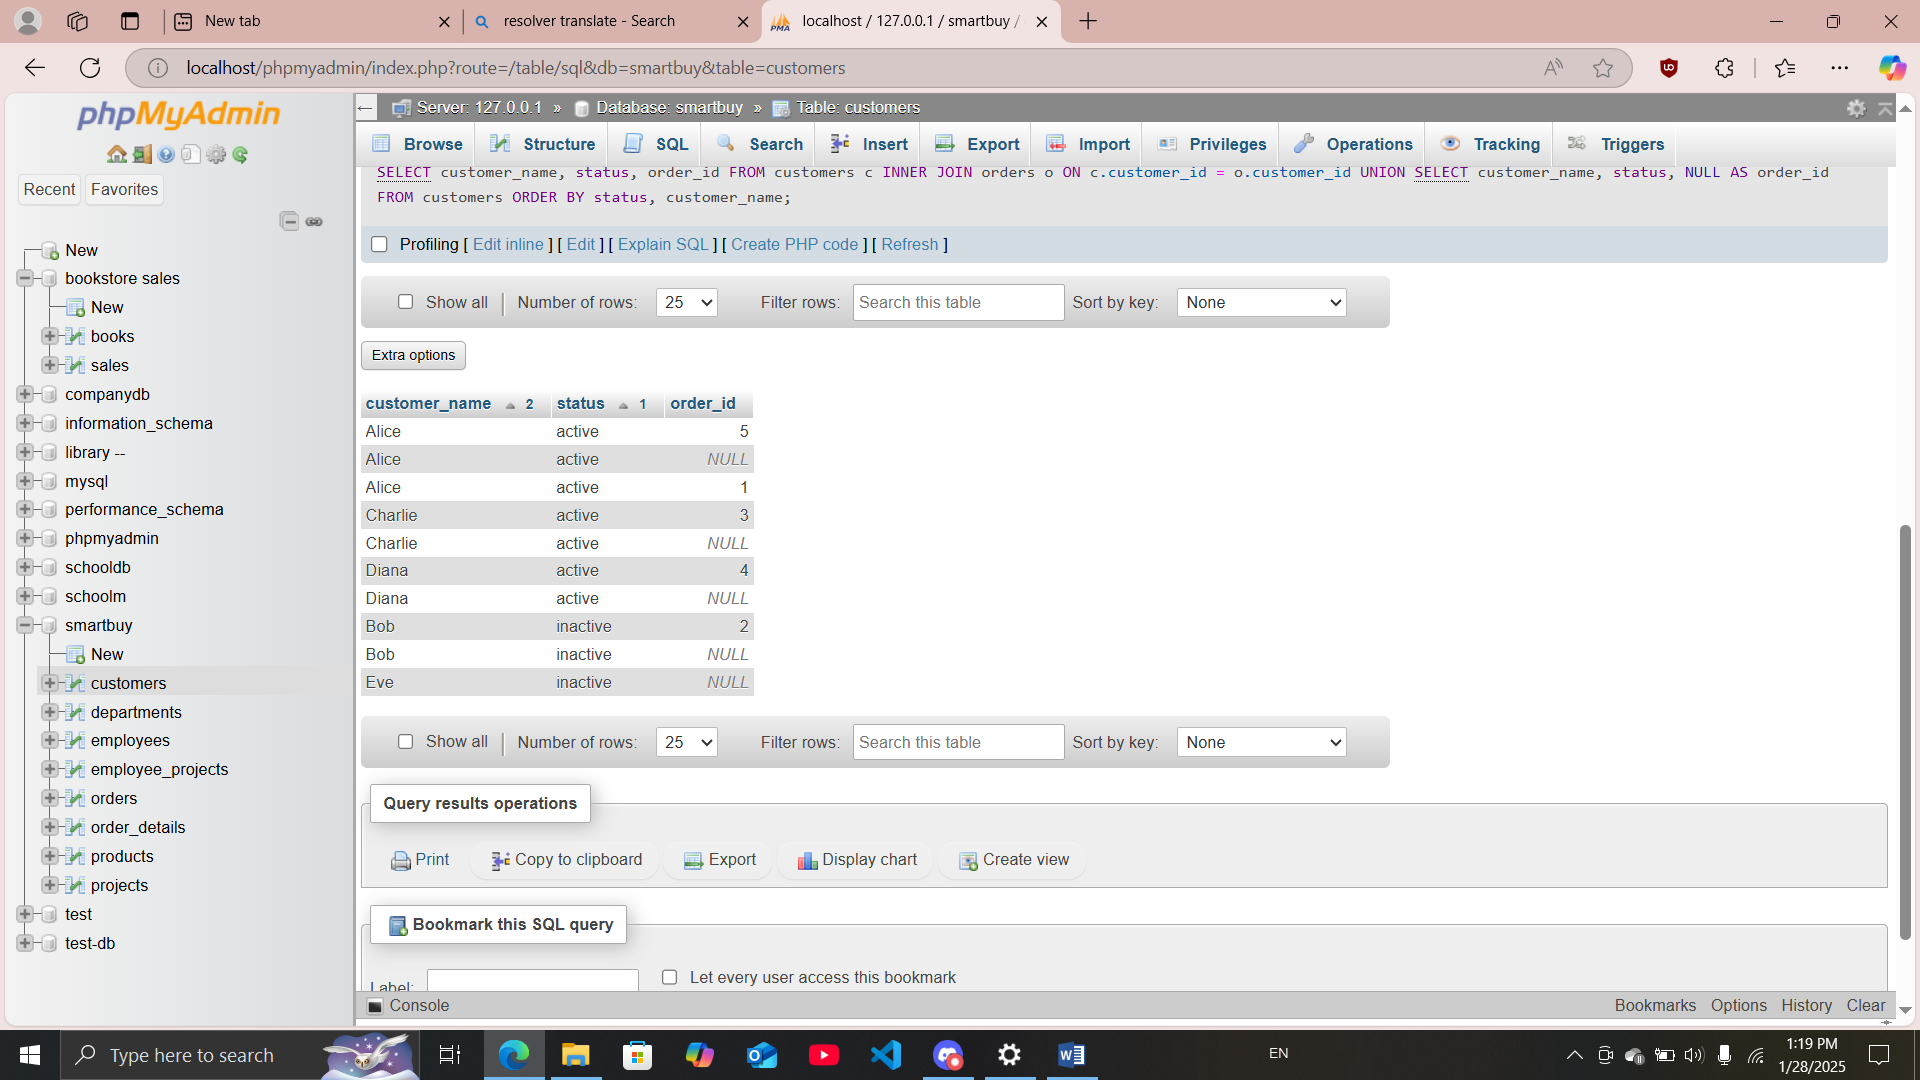 New tab
resolver translate - Search
localhost / 127.0.0.1 / smartbuy /
localhost/phpmyadmin/index.php?route=/table/sql&db=smartbuy&table=customers
phpMyAdmin
Recent
Favorites
New
bookstore sales
New
books
sales
companydb
information_schema
library --
mysql
performance_schema
phpmyadmin
schooldb
schoolm
smartbuy
New
customers
departments
employees
employee_projects
orders
order_details
products
projects
test
test-db
Server: 127.0.0.1 » Database: smartbuy » Table: customers
Browse Structure SQL Search Insert Export Import Privileges Operations Tracking Triggers
SELECT customer_name, status, order_id FROM customers c INNER JOIN orders o ON c.customer_id = o.customer_id UNION SELECT customer_name, status, NULL AS order_id
FROM customers ORDER BY status, customer_name;
Profiling [ Edit inline ] [ Edit ] [ Explain SQL ] [ Create PHP code ] [ Refresh ]
Show all Number of rows: 25 Filter rows: Search this table Sort by key: None
Extra options
customer_name 2 status 1 order_id
Alice active 5
Alice active NULL
Alice active 1
Charlie active 3
Charlie active NULL
Diana active 4
Diana active NULL
Bob inactive 2
Bob inactive NULL
Eve inactive NULL
Show all Number of rows: 25 Filter rows: Search this table Sort by key: None
Query results operations
Print Copy to clipboard Export Display chart Create view
Bookmark this SQL query
Label: Let every user access this bookmark
Console Bookmarks Options History Clear
Type here to search
EN
1:19 PM
1/28/2025